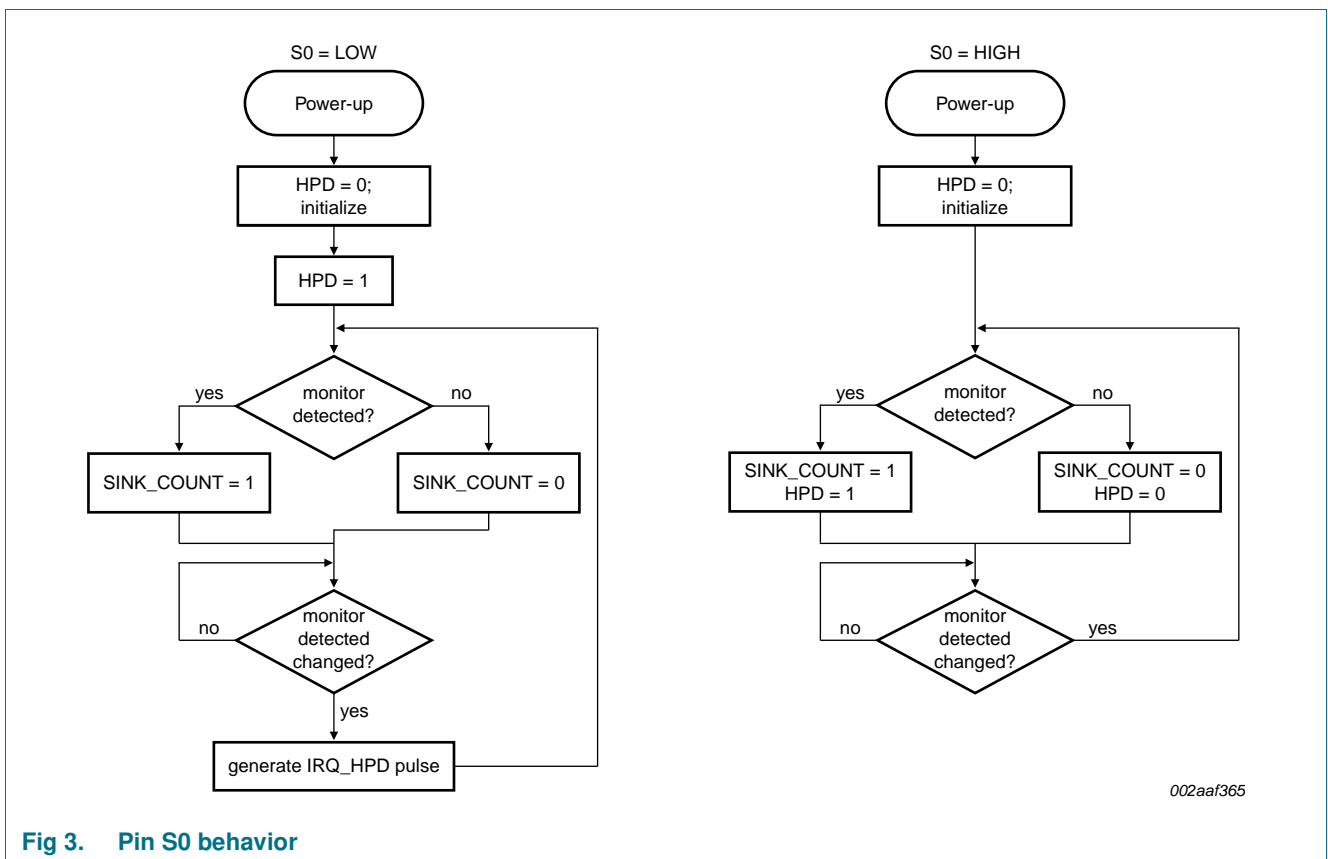 S0 = LOW
Power-up
HPD = 0;
initialize
HPD = 1
monitor
detected?
yes
no
SINK_COUNT = 1
SINK_COUNT = 0
monitor
detected
changed?
no
yes
generate IRQ_HPD pulse
S0 = HIGH
Power-up
HPD = 0;
initialize
monitor
detected?
yes
no
SINK_COUNT = 1
HPD = 1
SINK_COUNT = 0
HPD = 0
monitor
detected
changed?
no
yes
002aaf365
Fig 3. Pin S0 behavior